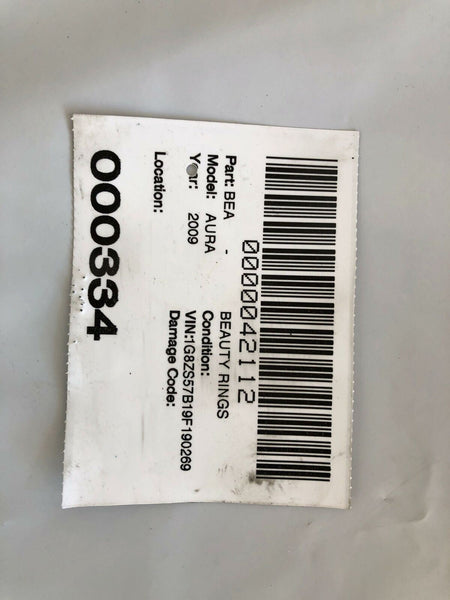 0000042112
Part: BEA - BEAUTY RINGS
Model: AURA Condition:
Year: 2009 VIN:1G8ZS57B19F190269
Damage Code:
Location:
000334